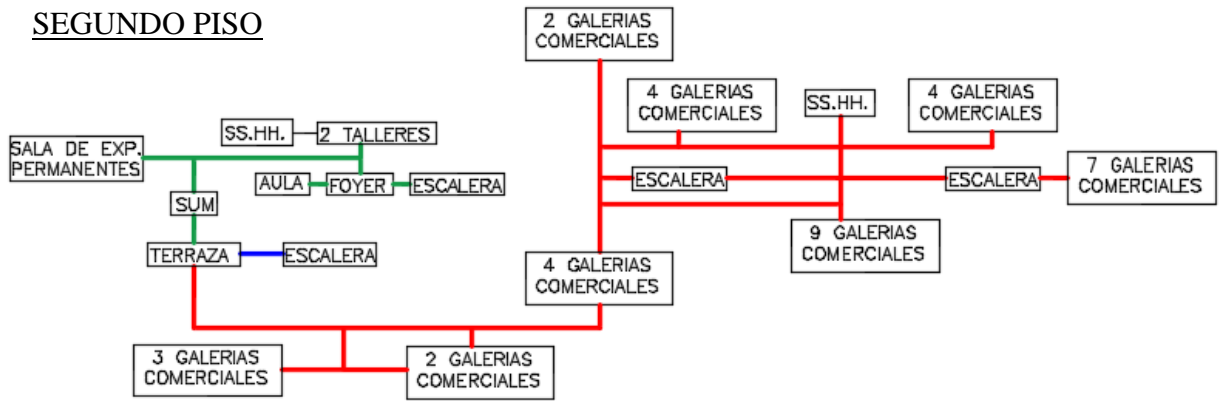 SEGUNDO PISO
2 GALERIAS
COMERCIALES
4 GALERIAS
COMERCIALES
SS.HH.
4 GALERIAS
COMERCIALES
SS.HH.
2 TALLERES
SALA DE EXP.
PERMANENTES
AULA
FOYER
ESCALERA
ESCALERA
ESCALERA
7 GALERIAS
COMERCIALES
SUM
9 GALERIAS
COMERCIALES
TERRAZA
ESCALERA
4 GALERIAS
COMERCIALES
3 GALERIAS
COMERCIALES
2 GALERIAS
COMERCIALES